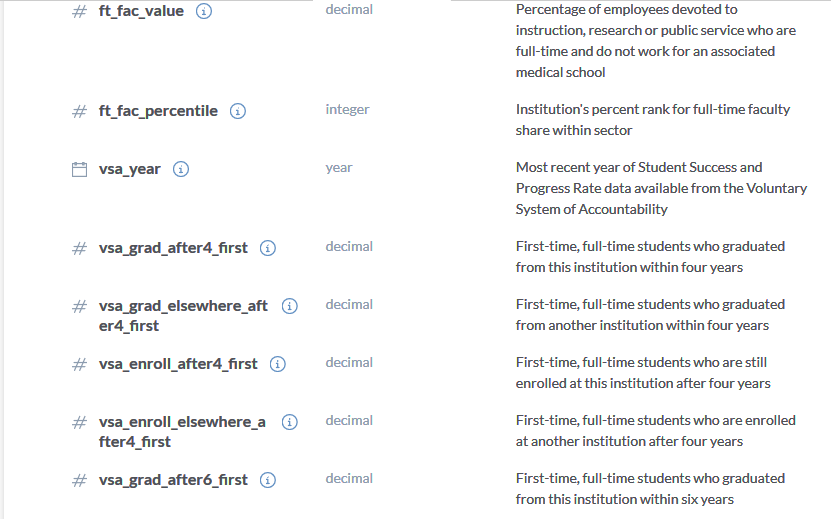 # ft_fac_value decimal Percentage of employees devoted to
instruction, research or public service who are
full-time and do not work for an associated
medical school
# ft_fac_percentile integer Institution's percent rank for full-time faculty
share within sector
vsa_year year Most recent year of Student Success and
Progress Rate data available from the Voluntary
System of Accountability
# vsa_grad_after4_first decimal First-time, full-time students who graduated
from this institution within four years
# vsa_grad_elsewhere_aft decimal First-time, full-time students who graduated
er4_first from another institution within four years
# vsa_enroll_after4_first decimal First-time, full-time students who are still
enrolled at this institution after four years
# vsa_enroll_elsewhere_a decimal First-time, full-time students who are enrolled
fter4_first at another institution after four years
# vsa_grad_after6_first decimal First-time, full-time students who graduated
from this institution within six years